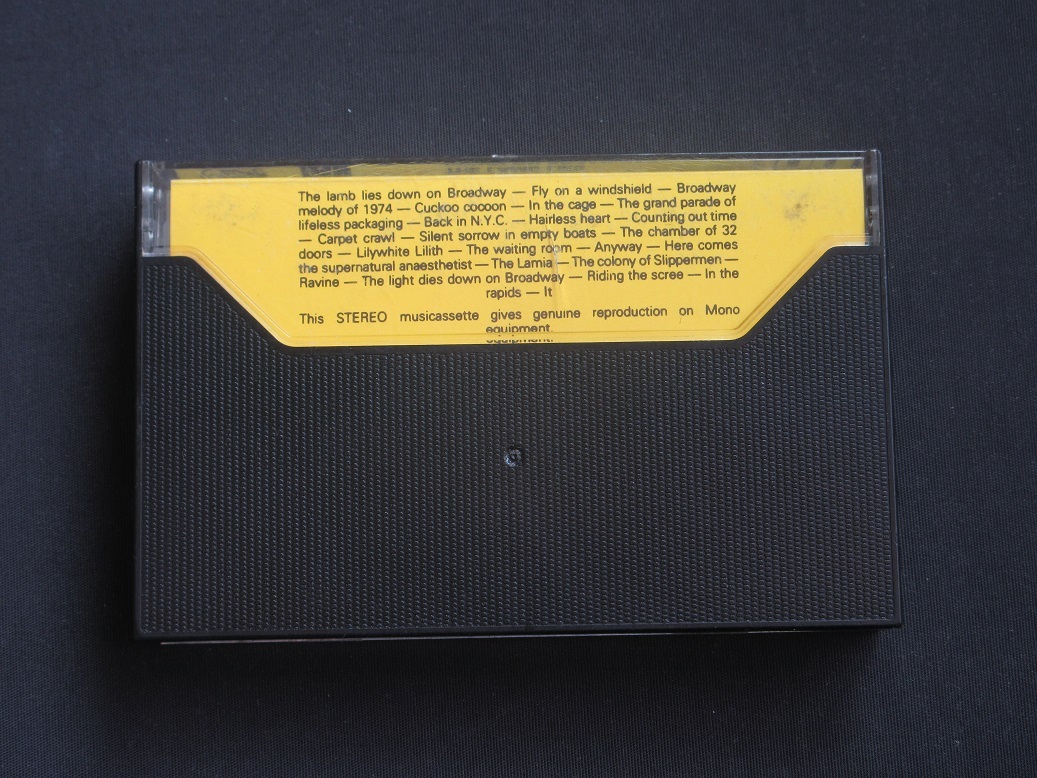 The lamb lies down on Broadway — Fly on a windshield — Broadway
melody of 1974 — Cuckoo cocoon — In the cage — The grand parade of
lifeless packaging — Back in N.Y.C. — Hairless heart — Counting out time
— Carpet crawl — Silent sorrow in empty boats — The chamber of 32
doors — Lilywhite Lilith — The waiting room — Anyway — Here comes
the supernatural anaesthetist — The Lamia — The colony of Slippermen —
Ravine — The light dies down on Broadway — Riding the scree — In the
rapids — It
This STEREO musicassette gives genuine reproduction on Mono
equipment.